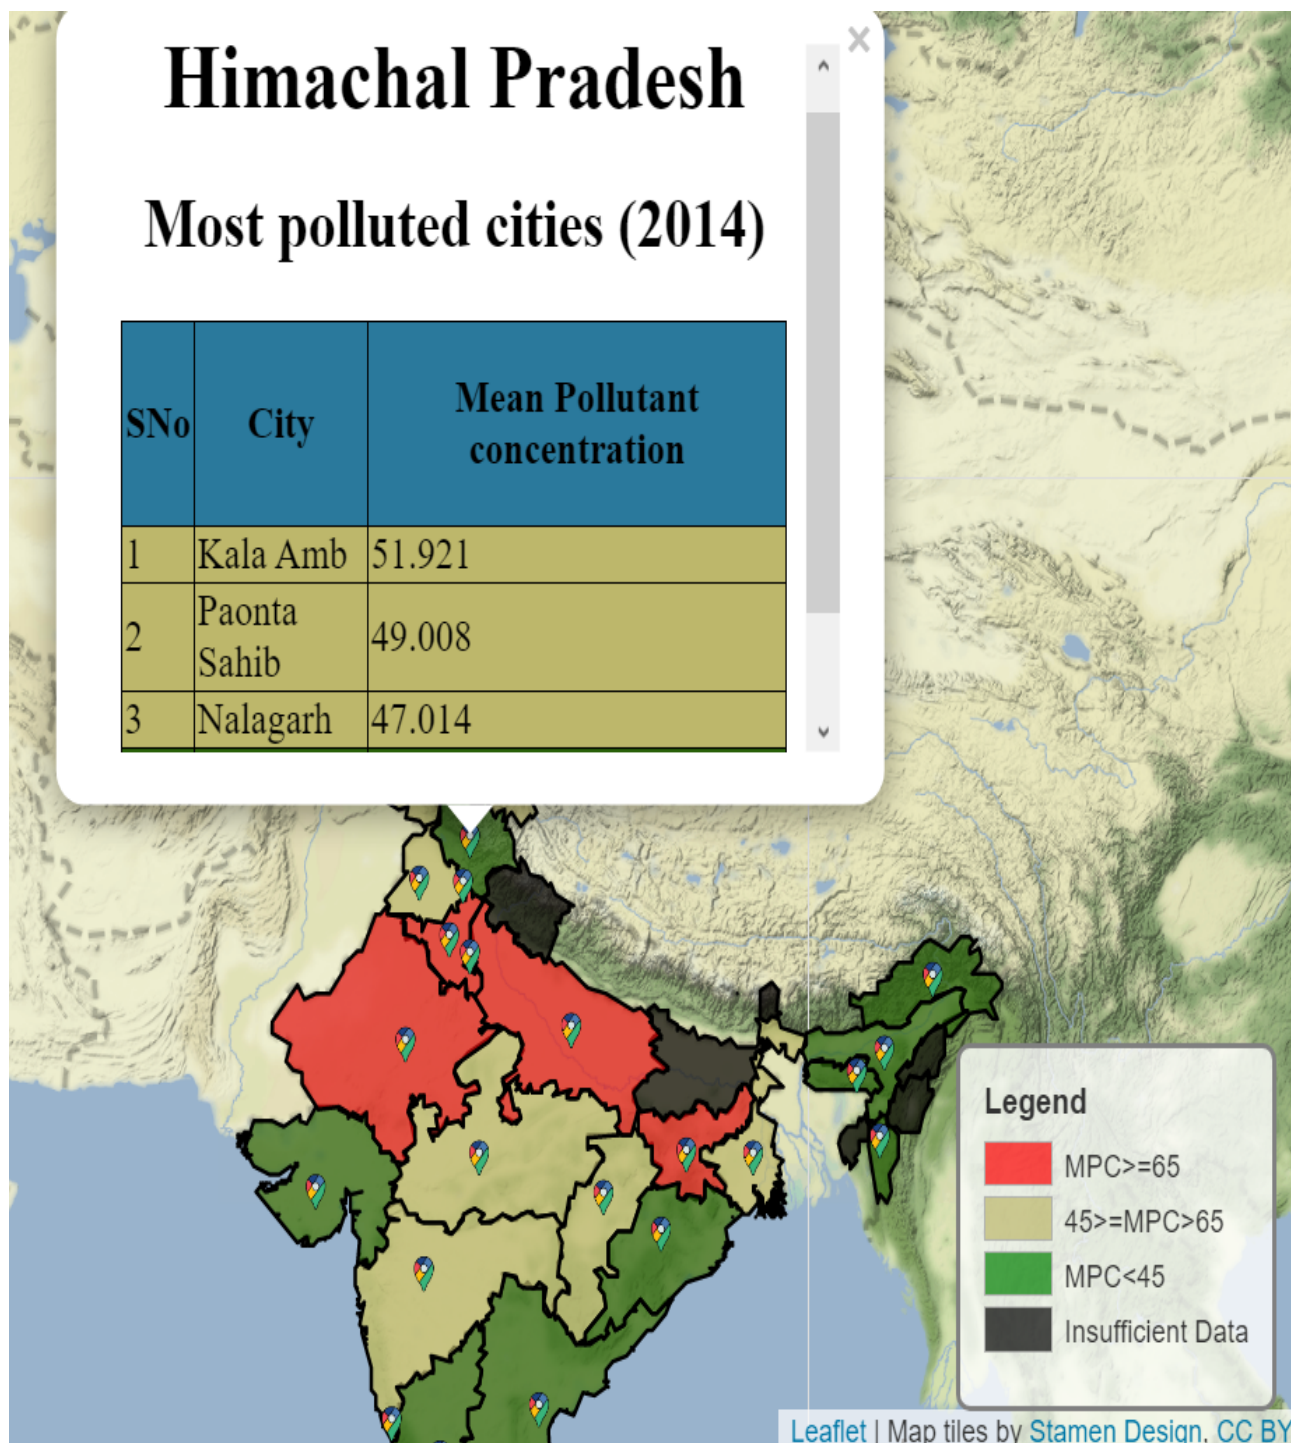 Himachal Pradesh
Most polluted cities (2014)
SNo City Mean Pollutant
concentration
1 Kala Amb 51.921
2 Paonta
Sahib 49.008
3 Nalagarh 47.014
Legend
MPC>=65
45>=MPC>65
MPC<45
Insufficient Data
Leaflet | Map tiles by Stamen Design, CC BY